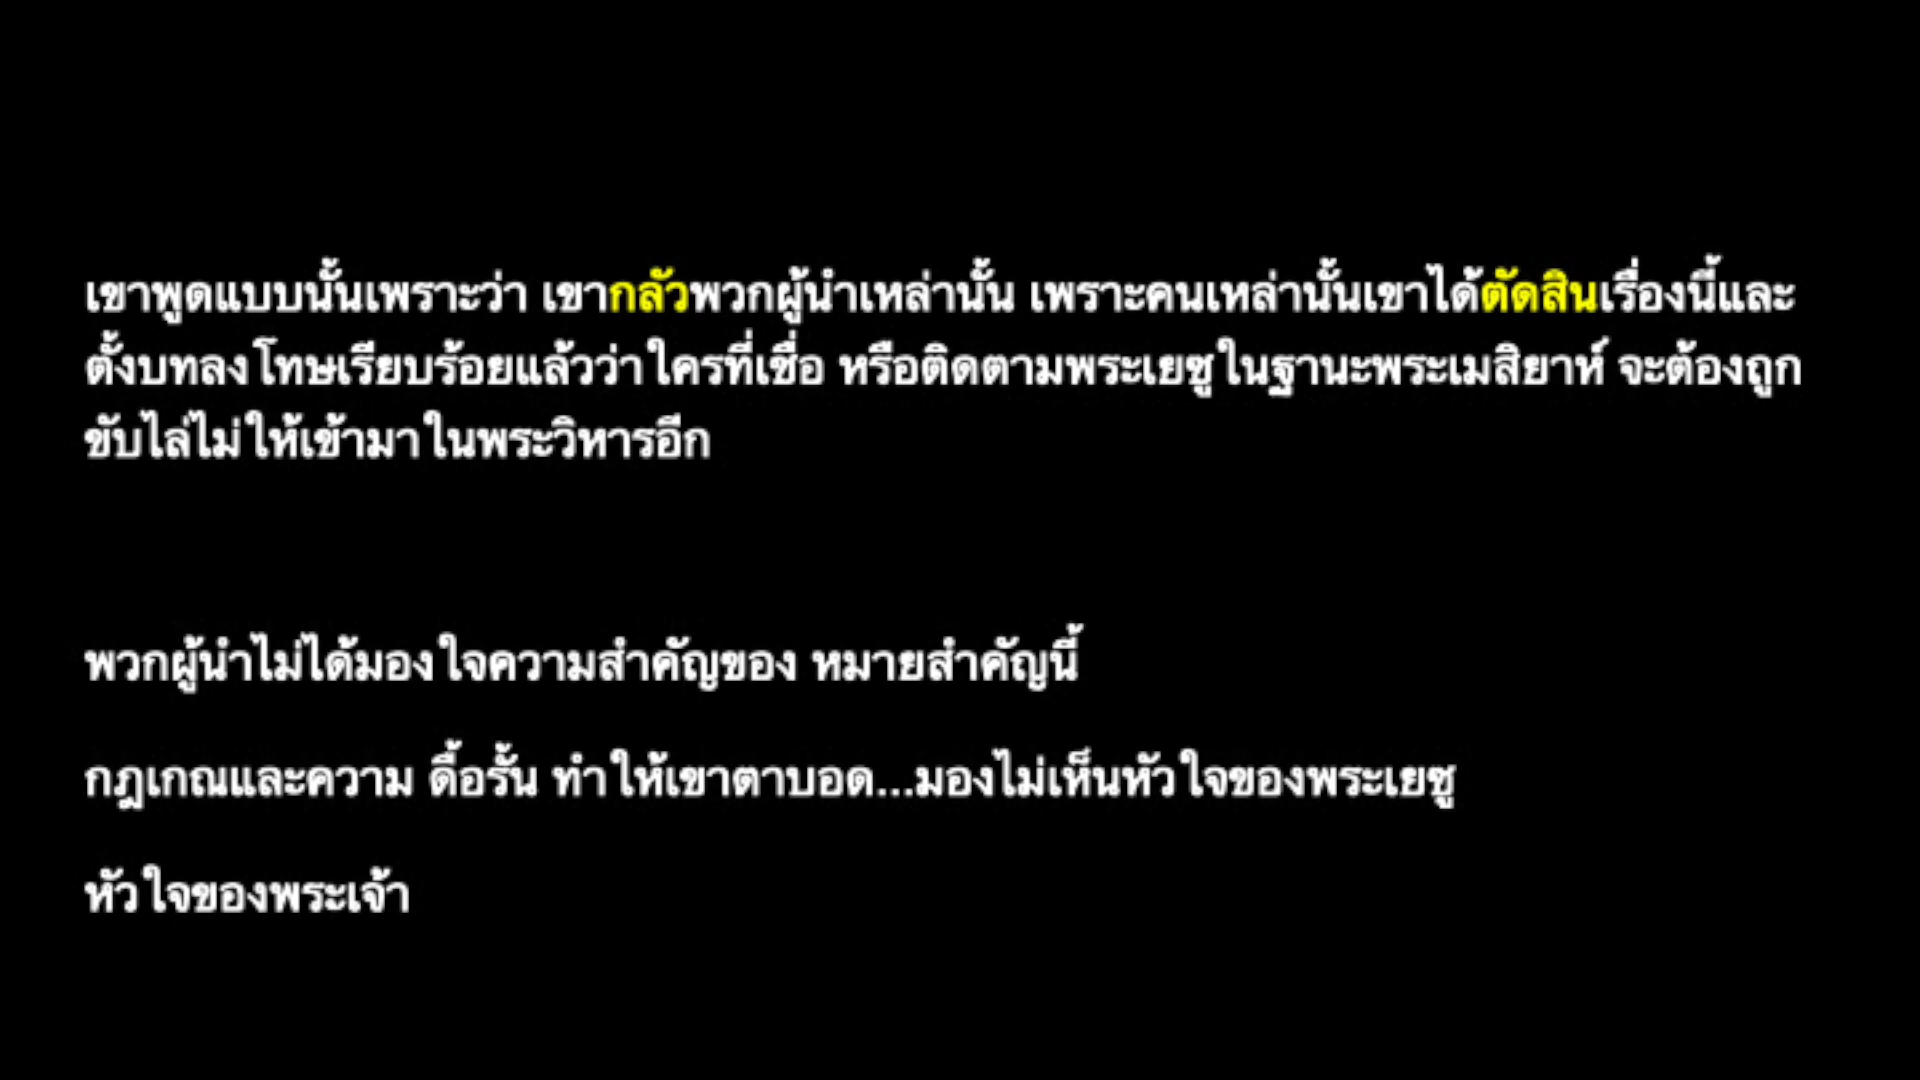 เขาพูดแบบนั้นเพราะว่า เขากลัวพวกผู้นำเหล่านั้น เพราะคนเหล่านั้นเขาได้ตัดสินเรื่องนี้และ
ตั้งบทลงโทษเรียบร้อยแล้วว่าใครที่เชื่อ หรือติดตามพระเยซูในฐานะพระเมสิยาห์ จะต้องถูก
ขับไล่ไม่ให้เข้ามาในพระวิหารอีก
พวกผู้นำไม่ได้มองใจความสำคัญของ หมายสำคัญนี้
กฎเกณและความ ดื้อรั้น ทำให้เขาตาบอด...มองไม่เห็นหัวใจของพระเยซู
หัวใจของพระเจ้า